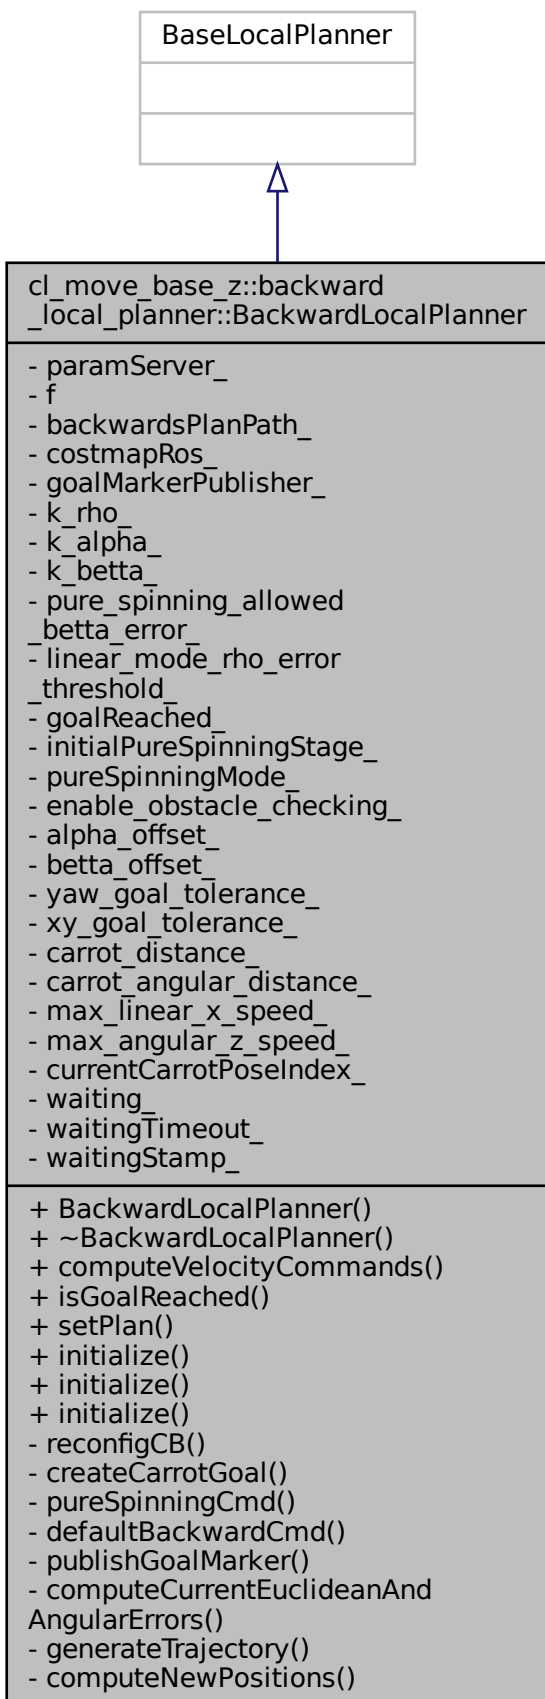 BaseLocalPlanner
cl_move_base_z::backward
_local_planner::BackwardLocalPlanner
- paramServer_
- f
- backwardsPlanPath_
- costmapRos_
- goalMarkerPublisher_
- k_rho_
- k_alpha_
- k_betta_
- pure_spinning_allowed
_betta_error_
- linear_mode_rho_error
_threshold_
- goalReached_
- initialPureSpinningStage_
- pureSpinningMode_
- enable_obstacle_checking_
- alpha_offset_
- betta_offset_
- yaw_goal_tolerance_
- xy_goal_tolerance_
- carrot_distance_
- carrot_angular_distance_
- max_linear_x_speed_
- max_angular_z_speed_
- currentCarrotPoseIndex_
- waiting_
- waitingTimeout_
- waitingStamp_
+ BackwardLocalPlanner()
+ ~BackwardLocalPlanner()
+ computeVelocityCommands()
+ isGoalReached()
+ setPlan()
+ initialize()
+ initialize()
+ initialize()
- reconfigCB()
- createCarrotGoal()
- pureSpinningCmd()
- defaultBackwardCmd()
- publishGoalMarker()
- computeCurrentEuclideanAnd
AngularErrors()
- generateTrajectory()
- computeNewPositions()